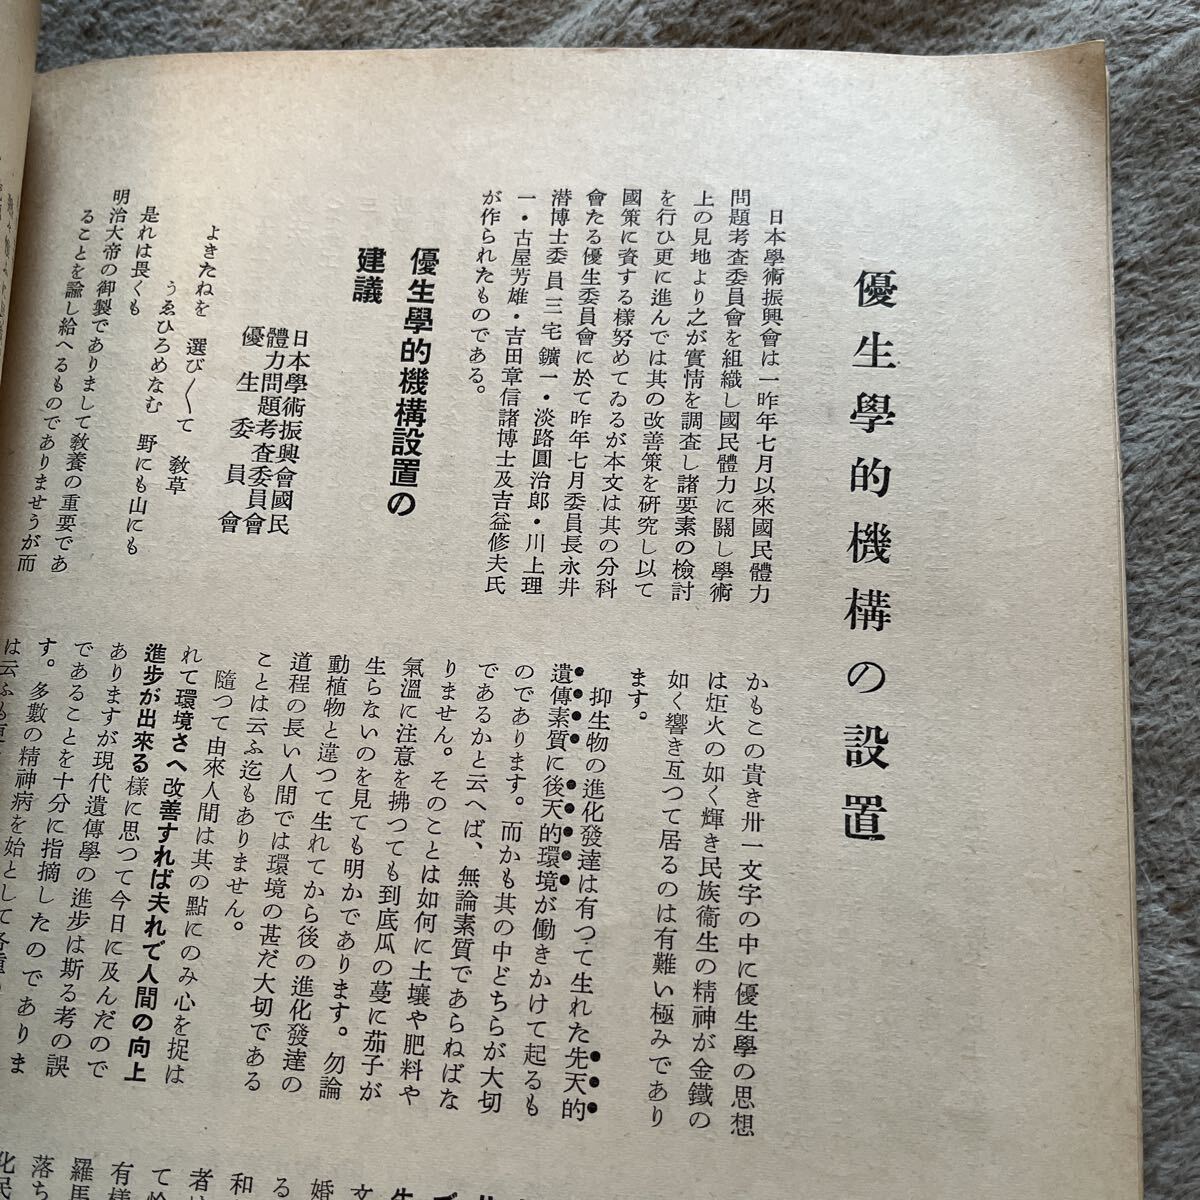 優生學的機構の設置
日本學術振興會は一昨年七月以來國民體力
問題考査委員會を組織し國民體力に關し學術
上の見地より之が實情を調査し諸要素の檢討
を行ひ更に進んでは其の改善策を研究し以て
國策に資する樣努めてゐるが本文は其の分科
會たる優生委員會に於て昨年七月委員長永井
潜博士委員三宅鑛一・淡路圓治郎・川上理
一・古屋芳雄・吉田章信諸博士及吉益修夫氏
が作られたものである。
優生學的機構設置の
建議
日本學術振興會國民
體力問題考査委員會
優生委員會
よきたねを　選び〳〵て　敎草
うゑひろめなむ　野にも山にも
是れは畏くも
明治大帝の御製でありまして敎養の重要であ
ることを諭し給へるものでありませうが而
かもこの貴き卅一文字の中に優生學の思想
は炬火の如く輝き民族衞生の精神が金鐵の
如く響き亙つて居るのは有難い極みであり
ます。
抑生物の進化發達は有つて生れた先天的
遺傳素質に後天的環境が働きかけて起るも
のであります。而かも其の中どちらが大切
であるかと云へば、無論素質であらねばな
りません。そのことは如何に土壤や肥料や
氣溫に注意を拂つても到底瓜の蔓に茄子が
生らないのを見ても明かであります。勿論
動植物と違つて生れてから後の進化發達の
道程の長い人間では環境の甚だ大切である
ことは云ふ迄もありません。
隨つて由來人間は其の點にのみ心を捉は
れて環境さへ改善すれば夫れで人間の向上
進步が出來る樣に思つて今日に及んだので
ありますが現代遺傳學の進步は斯る考の誤
であることを十分に指摘したのでありま
す。多數の精神病を始として各種
は云ふも更
文
婚
る
和
者
て
有樣
羅馬
落ち
化民